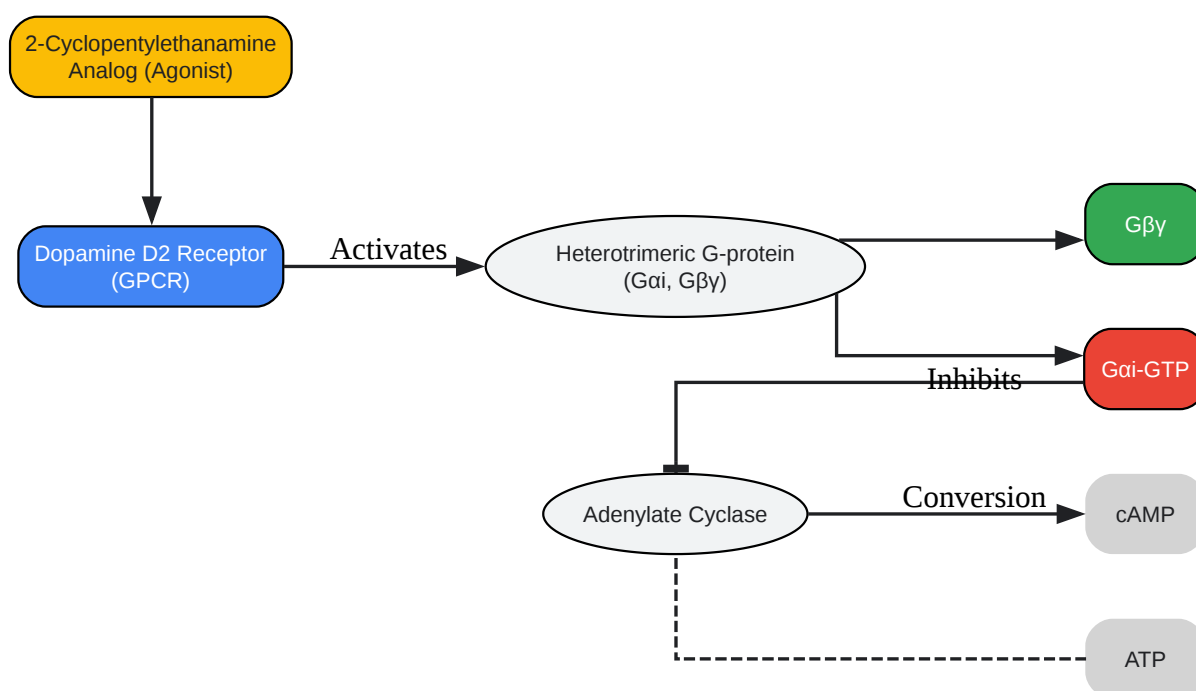 2-Cyclopentylethanamine
Analog (Agonist)
Dopamine D2 Receptor
(GPCR)
Activates
Heterotrimeric G-protein
(Gαi, Gβγ)
Gβγ
Gαi-GTP
Inhibits
Adenylate Cyclase
Conversion
cAMP
ATP